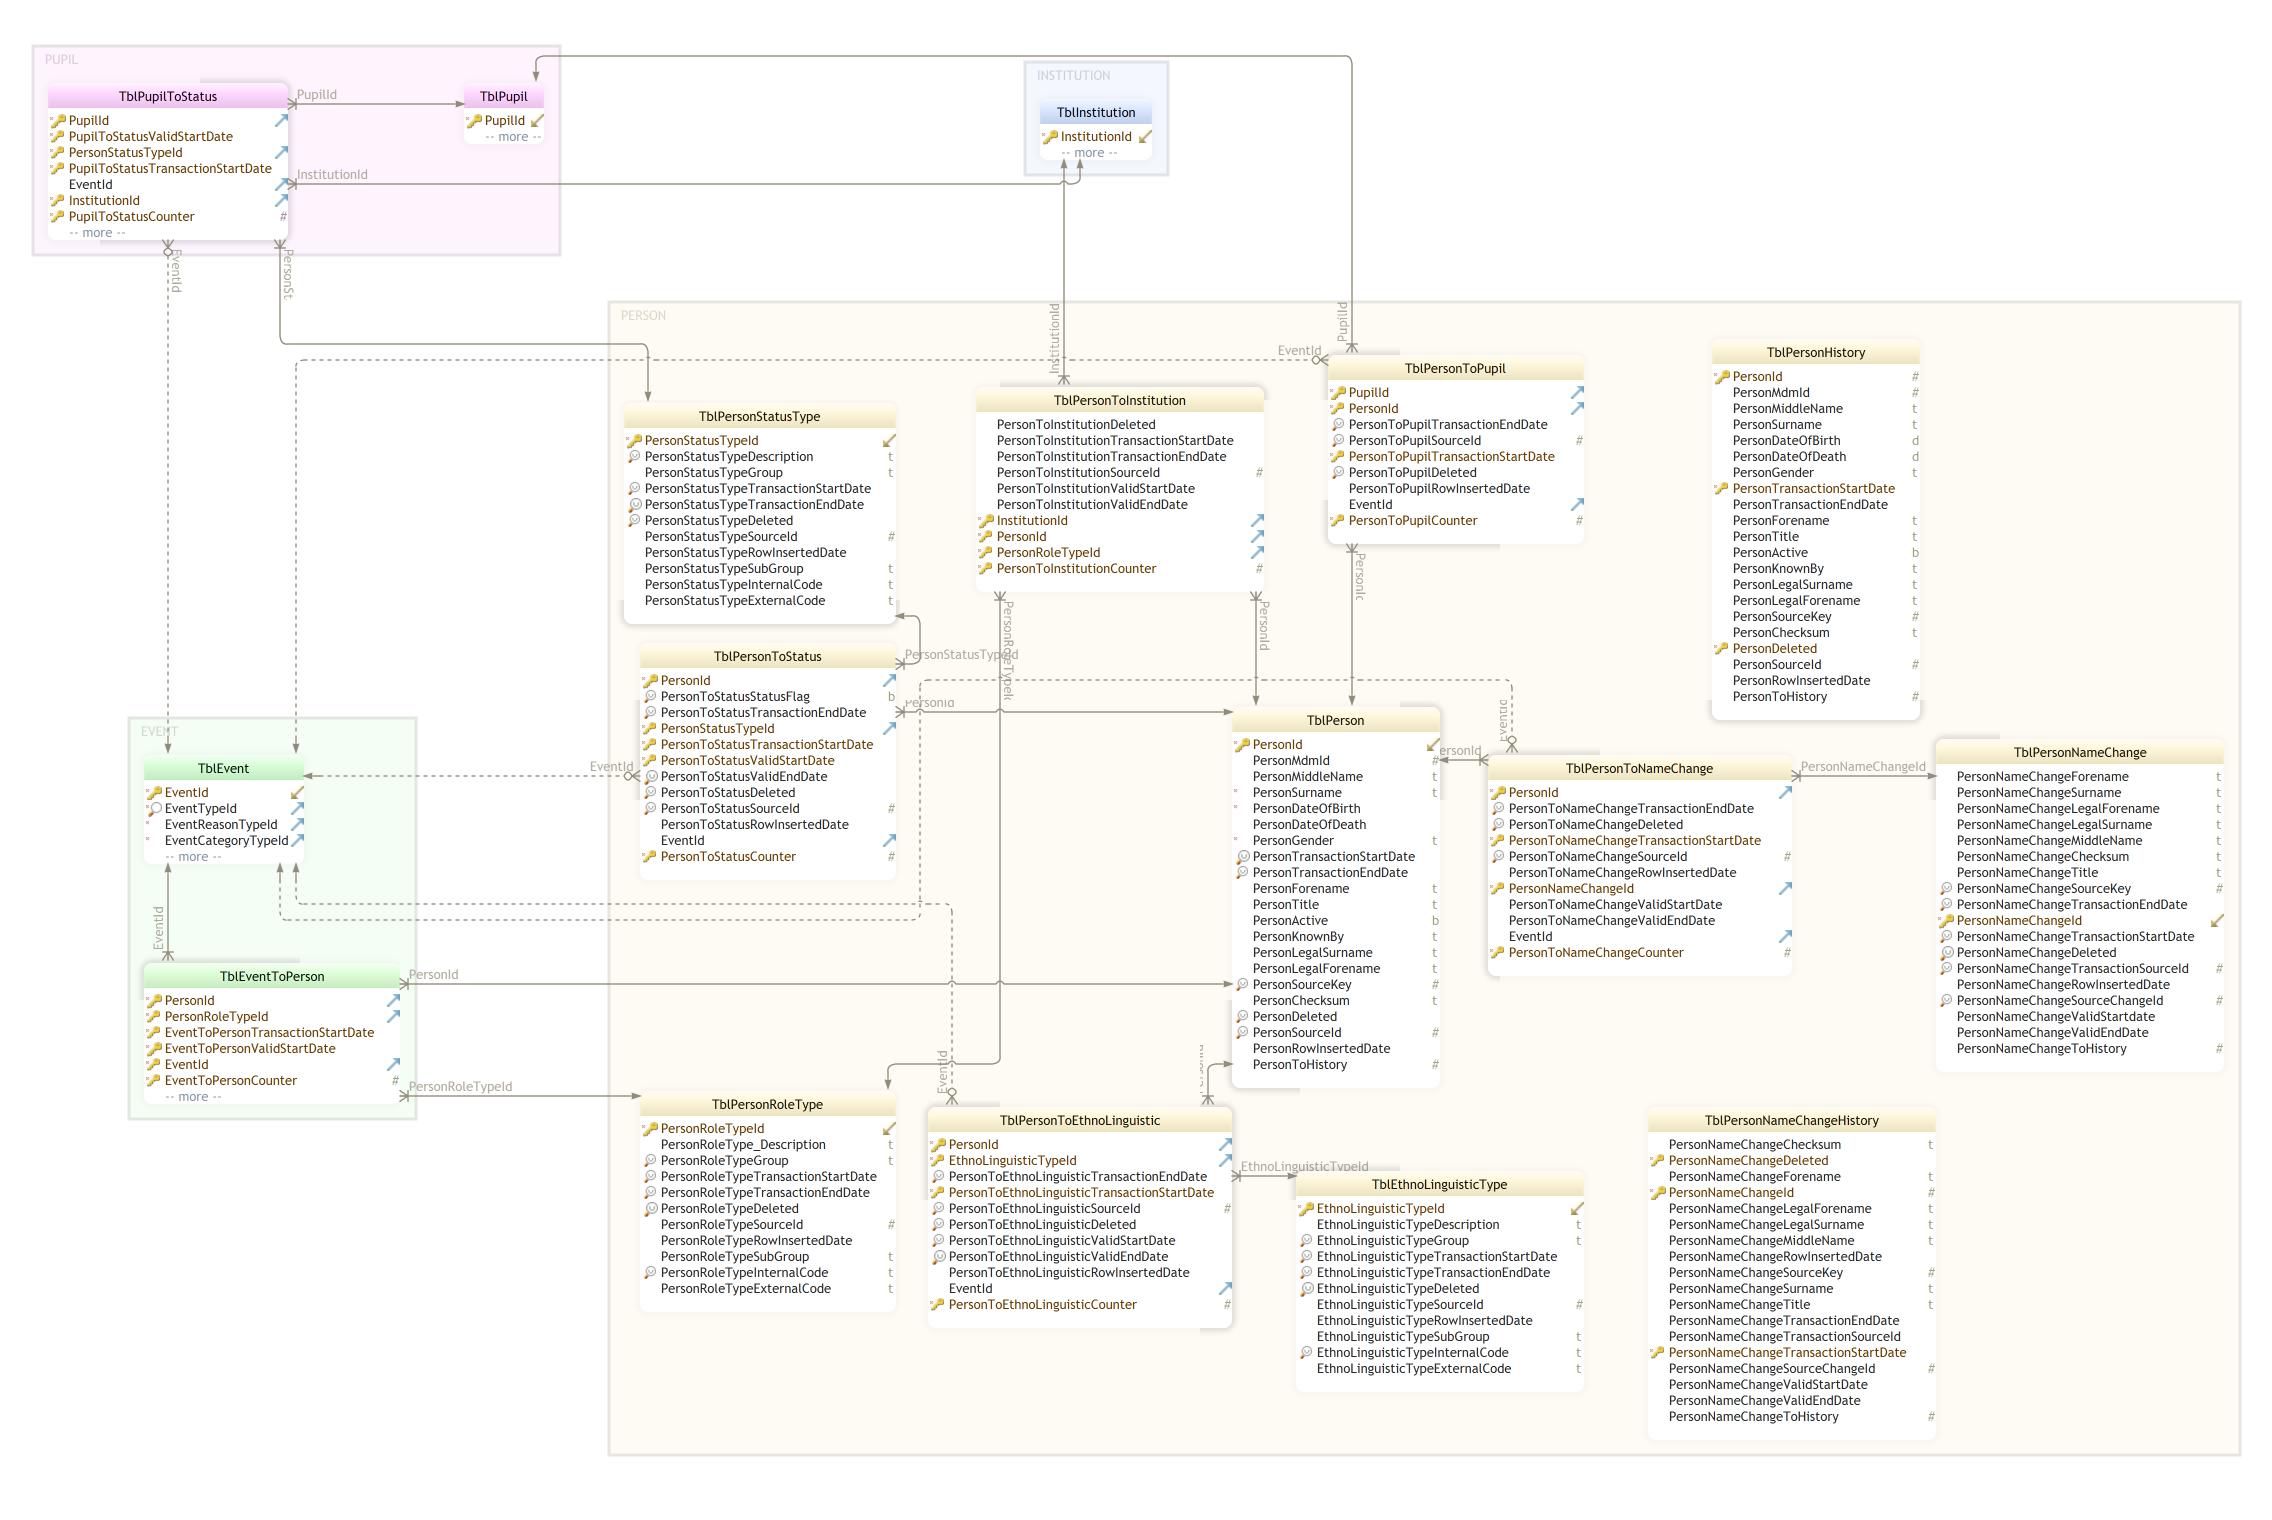 PUPIL
TblPupilToStatus
PupilId
PupilToStatusValidStartDate
PersonStatusTypeId
PupilToStatusTransactionStartDate
EventId
InstitutionId
PupilToStatusCounter
#
-- more --
PupilId
TblPupil
PupilId
-- more --
InstitutionId
EventId
PersonSt
INSTITUTION
TblInstitution
InstitutionId
-- more --
PERSON
InstitutionId
PupilId
EventId
TblPersonStatusType
PersonStatusTypeId
PersonStatusTypeDescription t
PersonStatusTypeGroup t
PersonStatusTypeTransactionStartDate
PersonStatusTypeTransactionEndDate
PersonStatusTypeDeleted
PersonStatusTypeSourceId #
PersonStatusTypeRowInsertedDate
PersonStatusTypeSubGroup t
PersonStatusTypeInternalCode t
PersonStatusTypeExternalCode t
TblPersonToInstitution
PersonToInstitutionDeleted
PersonToInstitutionTransactionStartDate
PersonToInstitutionTransactionEndDate
PersonToInstitutionSourceId #
PersonToInstitutionValidStartDate
PersonToInstitutionValidEndDate
InstitutionId
PersonId
PersonRoleTypeId
PersonToInstitutionCounter #
TblPersonToPupil
PupilId
PersonId
PersonToPupilTransactionEndDate
PersonToPupilSourceId #
PersonToPupilTransactionStartDate
PersonToPupilDeleted
PersonToPupilRowInsertedDate
EventId
PersonToPupilCounter #
TblPersonHistory
PersonId #
PersonMdmId #
PersonMiddleName t
PersonSurname t
PersonDateOfBirth d
PersonDateOfDeath d
PersonGender t
PersonTransactionStartDate
PersonTransactionEndDate
PersonForename t
PersonTitle t
PersonActive b
PersonKnownBy t
PersonLegalSurname t
PersonLegalForename t
PersonSourceKey #
PersonChecksum t
PersonDeleted
PersonSourceId #
PersonRowInsertedDate
PersonToHistory #
PersonStatusTypeId
PersonId
PersonId
TblPersonToStatus
PersonId
PersonToStatusStatusFlag b
PersonToStatusTransactionEndDate
PersonStatusTypeId
PersonToStatusTransactionStartDate
PersonToStatusValidStartDate
PersonToStatusValidEndDate
PersonToStatusDeleted
PersonToStatusSourceId #
PersonToStatusRowInsertedDate
EventId
PersonToStatusCounter #
EventId
EVENT
TblEvent
EventId
EventTypeId
EventReasonTypeId
EventCategoryTypeId
-- more --
EventId
TblEventToPerson
PersonId
PersonRoleTypeId
EventToPersonTransactionStartDate
EventToPersonValidStartDate
EventId
EventToPersonCounter #
-- more --
PersonId
PersonRoleTypeId
TblPerson
PersonId
PersonMdmId #
PersonMiddleName t
PersonSurname t
PersonDateOfBirth
PersonDateOfDeath
PersonGender t
PersonTransactionStartDate
PersonTransactionEndDate
PersonForename t
PersonTitle t
PersonActive b
PersonKnownBy t
PersonLegalSurname t
PersonLegalForename t
PersonSourceKey #
PersonChecksum t
PersonDeleted
PersonSourceId #
PersonRowInsertedDate
PersonToHistory #
ersonId
EventId
TblPersonToNameChange
PersonId
PersonToNameChangeTransactionEndDate
PersonToNameChangeDeleted
PersonToNameChangeTransactionStartDate
PersonToNameChangeSourceId #
PersonToNameChangeRowInsertedDate
PersonNameChangeId
PersonToNameChangeValidStartDate
PersonToNameChangeValidEndDate
EventId
PersonToNameChangeCounter #
PersonNameChangeId
TblPersonNameChange
PersonNameChangeForename t
PersonNameChangeSurname t
PersonNameChangeLegalForename t
PersonNameChangeLegalSurname t
PersonNameChangeMiddleName t
PersonNameChangeChecksum t
PersonNameChangeTitle t
PersonNameChangeSourceKey #
PersonNameChangeTransactionEndDate
PersonNameChangeId
PersonNameChangeTransactionStartDate
PersonNameChangeDeleted
PersonNameChangeTransactionSourceId #
PersonNameChangeRowInsertedDate
PersonNameChangeSourceChangeId #
PersonNameChangeValidStartdate
PersonNameChangeValidEndDate
PersonNameChangeToHistory #
TblPersonRoleType
PersonRoleTypeId
PersonRoleType_Description t
PersonRoleTypeGroup t
PersonRoleTypeTransactionStartDate
PersonRoleTypeTransactionEndDate
PersonRoleTypeDeleted
PersonRoleTypeSourceId #
PersonRoleTypeRowInsertedDate
PersonRoleTypeSubGroup t
PersonRoleTypeInternalCode t
PersonRoleTypeExternalCode t
EventId
TblPersonToEthnoLinguistic
PersonId
EthnoLinguisticTypeId
PersonToEthnoLinguisticTransactionEndDate
PersonToEthnoLinguisticTransactionStartDate
PersonToEthnoLinguisticSourceId #
PersonToEthnoLinguisticDeleted
PersonToEthnoLinguisticValidStartDate
PersonToEthnoLinguisticValidEndDate
PersonToEthnoLinguisticRowInsertedDate
EventId
PersonToEthnoLinguisticCounter #
EthnoLinguisticTypeId
TblEthnoLinguisticType
EthnoLinguisticTypeId
EthnoLinguisticTypeDescription t
EthnoLinguisticTypeGroup t
EthnoLinguisticTypeTransactionStartDate
EthnoLinguisticTypeTransactionEndDate
EthnoLinguisticTypeDeleted
EthnoLinguisticTypeSourceId #
EthnoLinguisticTypeRowInsertedDate
EthnoLinguisticTypeSubGroup t
EthnoLinguisticTypeInternalCode t
EthnoLinguisticTypeExternalCode t
TblPersonNameChangeHistory
PersonNameChangeChecksum t
PersonNameChangeDeleted
PersonNameChangeForename t
PersonNameChangeId #
PersonNameChangeLegalForename t
PersonNameChangeLegalSurname t
PersonNameChangeMiddleName t
PersonNameChangeRowInsertedDate
PersonNameChangeSourceKey #
PersonNameChangeSurname t
PersonNameChangeTitle t
PersonNameChangeTransactionEndDate
PersonNameChangeTransactionSourceId
PersonNameChangeTransactionStartDate
PersonNameChangeSourceChangeId #
PersonNameChangeValidStartDate
PersonNameChangeValidEndDate
PersonNameChangeToHistory #